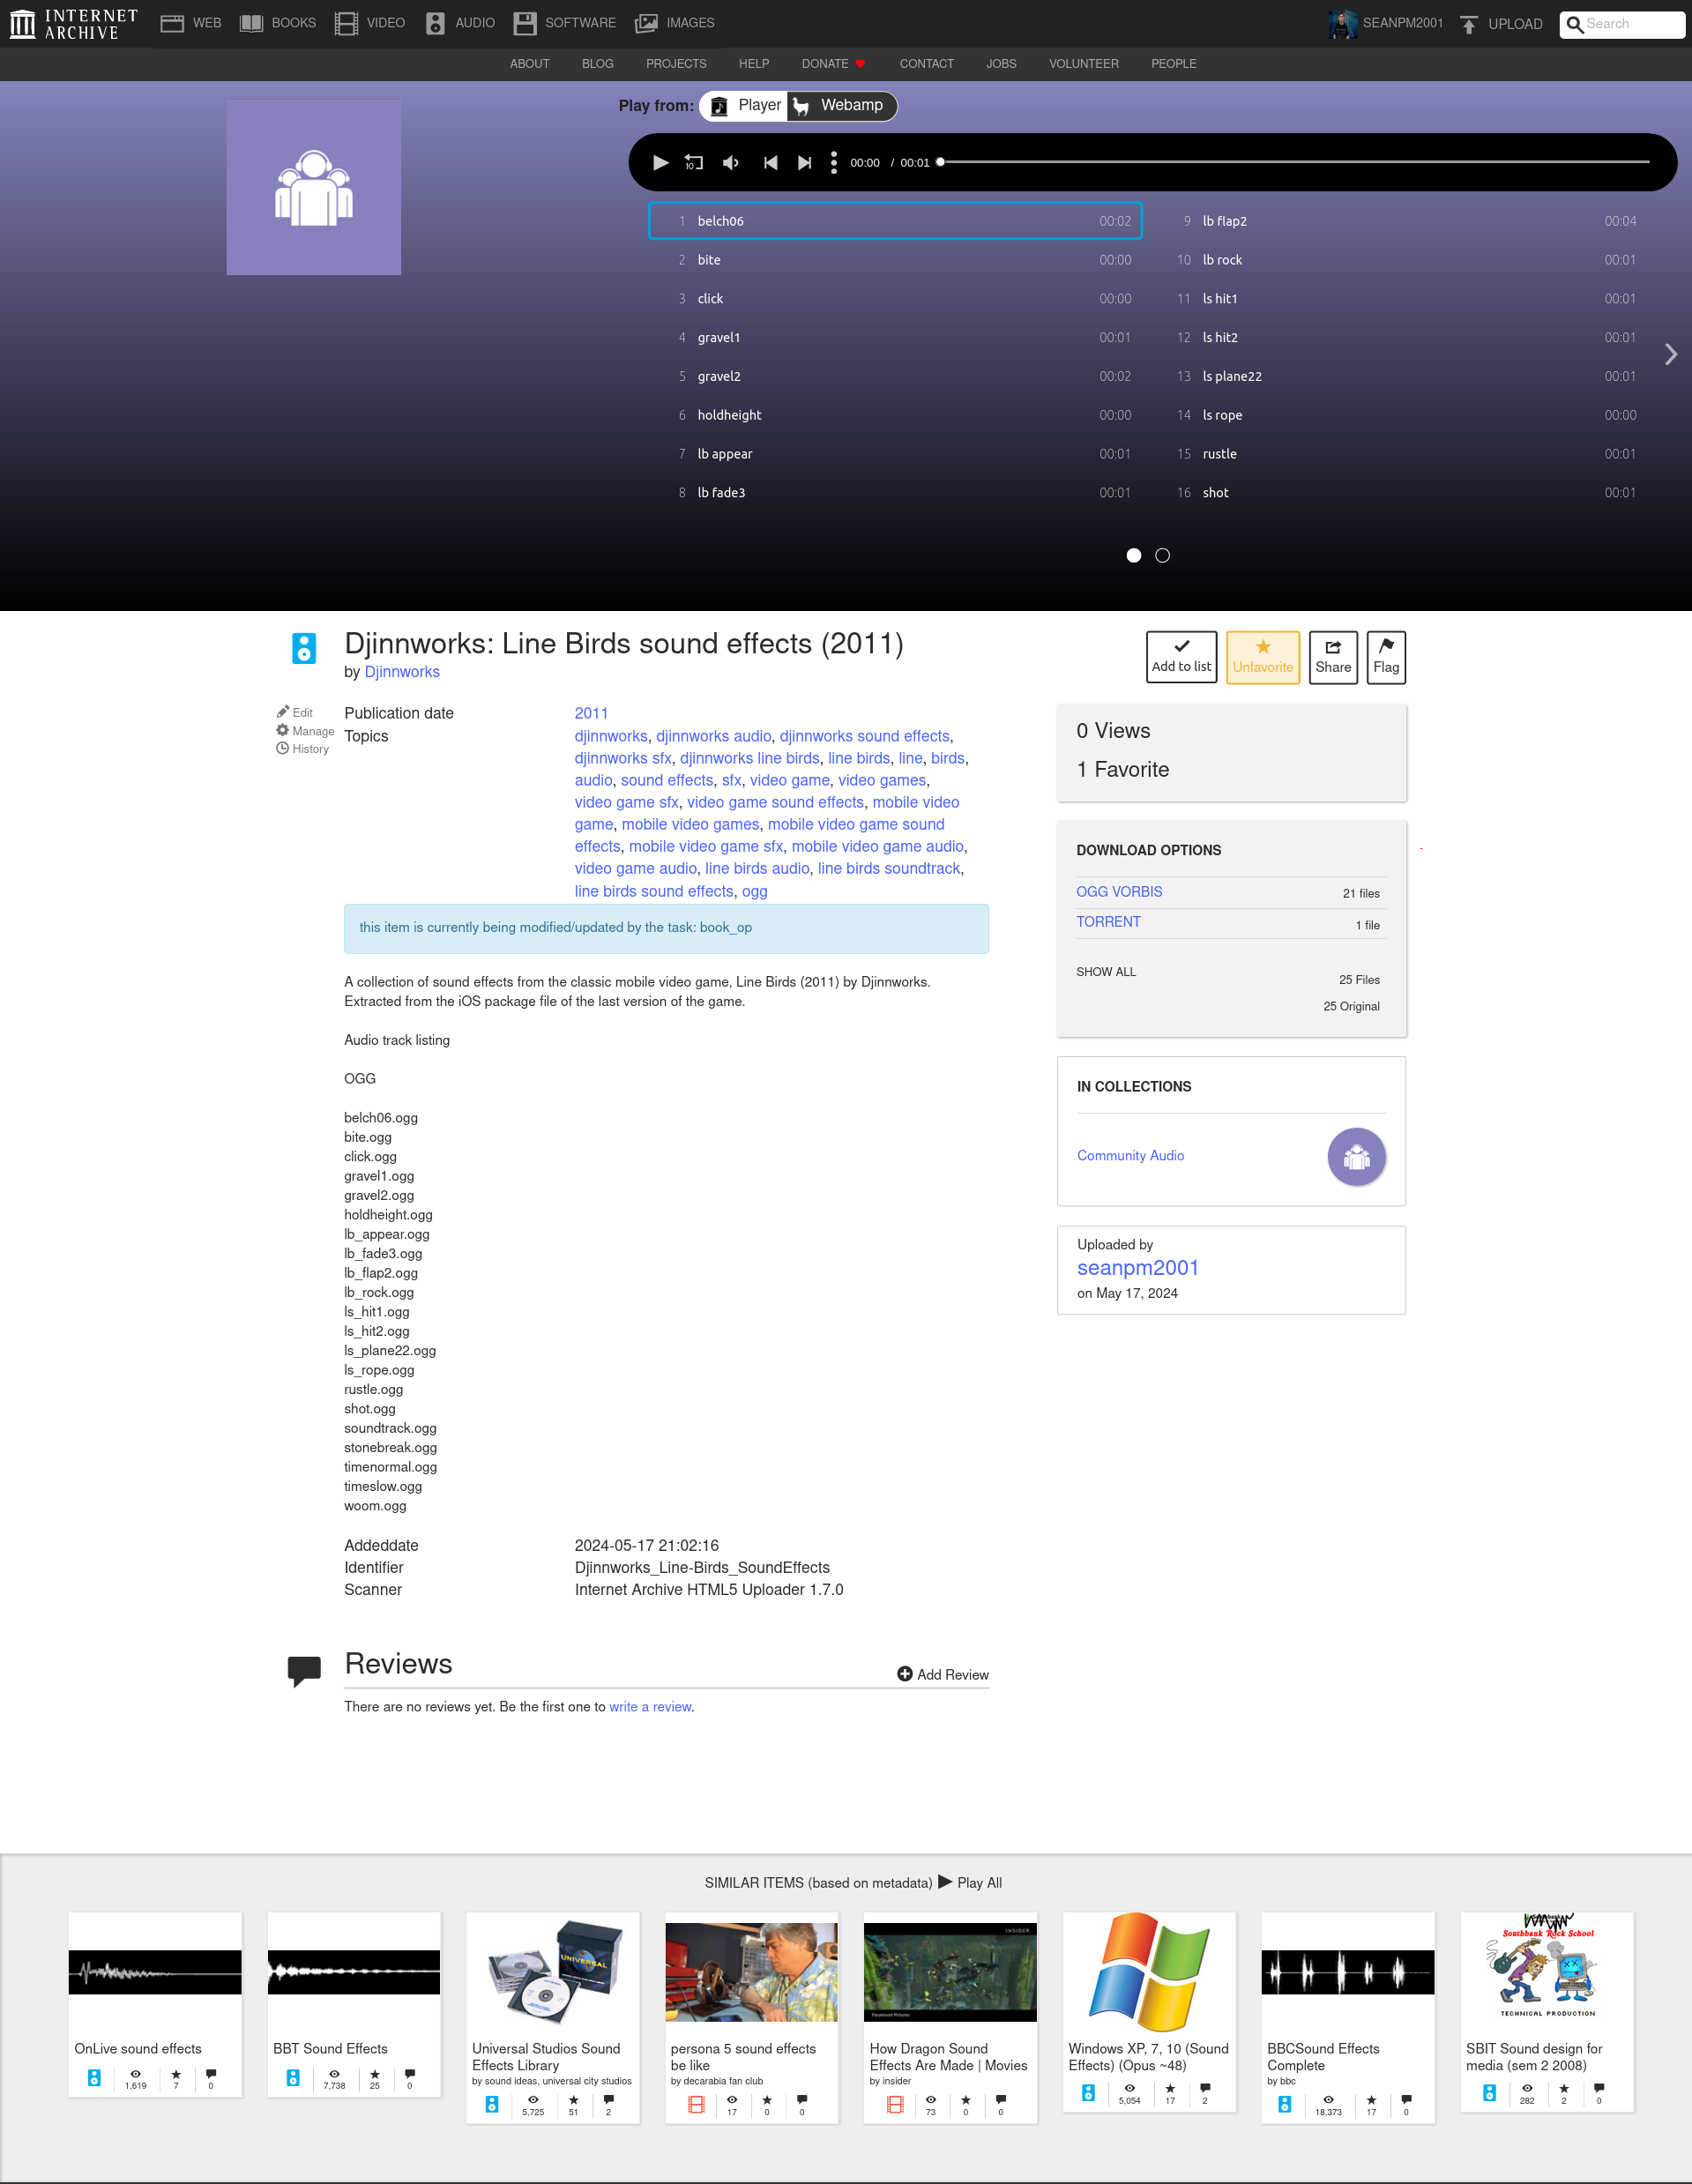 INTERNET ARCHIVE
WEB BOOKS VIDEO AUDIO SOFTWARE IMAGES
SEANPM2001 UPLOAD Search
ABOUT BLOG PROJECTS HELP DONATE CONTACT JOBS VOLUNTEER PEOPLE
Play from: Player Webamp
10 00:00 / 00:01
1 belch06 00:02
2 bite 00:00
3 click 00:00
4 gravel1 00:01
5 gravel2 00:02
6 holdheight 00:00
7 lb appear 00:01
8 lb fade3 00:01
9 lb flap2 00:04
10 lb rock 00:01
11 ls hit1 00:01
12 ls hit2 00:01
13 ls plane22 00:01
14 ls rope 00:00
15 rustle 00:01
16 shot 00:01
Djinnworks: Line Birds sound effects (2011)
by Djinnworks
Add to list Unfavorite Share Flag
Edit
Manage
History
Publication date 2011
Topics djinnworks, djinnworks audio, djinnworks sound effects,
djinnworks sfx, djinnworks line birds, line birds, line, birds,
audio, sound effects, sfx, video game, video games,
video game sfx, video game sound effects, mobile video
game, mobile video games, mobile video game sound
effects, mobile video game sfx, mobile video game audio,
video game audio, line birds audio, line birds soundtrack,
line birds sound effects, ogg
this item is currently being modified/updated by the task: book_op
A collection of sound effects from the classic mobile video game, Line Birds (2011) by Djinnworks.
Extracted from the iOS package file of the last version of the game.
Audio track listing
OGG
belch06.ogg
bite.ogg
click.ogg
gravel1.ogg
gravel2.ogg
holdheight.ogg
lb_appear.ogg
lb_fade3.ogg
lb_flap2.ogg
lb_rock.ogg
ls_hit1.ogg
ls_hit2.ogg
ls_plane22.ogg
ls_rope.ogg
rustle.ogg
shot.ogg
soundtrack.ogg
stonebreak.ogg
timenormal.ogg
timeslow.ogg
woom.ogg
Addeddate 2024-05-17 21:02:16
Identifier Djinnworks_Line-Birds_SoundEffects
Scanner Internet Archive HTML5 Uploader 1.7.0
0 Views
1 Favorite
DOWNLOAD OPTIONS
OGG VORBIS 21 files
TORRENT 1 file
SHOW ALL 25 Files
25 Original
IN COLLECTIONS
Community Audio
Uploaded by
seanpm2001
on May 17, 2024
Reviews
Add Review
There are no reviews yet. Be the first one to write a review.
SIMILAR ITEMS (based on metadata) Play All
OnLive sound effects
1,619 7 0
BBT Sound Effects
7,738 25 0
UNIVERSAL
Universal Studios Sound
Effects Library
by sound ideas, universal city studios
5,725 51 2
persona 5 sound effects
be like
by decarabia fan club
17 0 0
INSIDER
Paramount Pictures
How Dragon Sound
Effects Are Made | Movies
by insider
73 0 0
Windows XP, 7, 10 (Sound
Effects) (Opus ~48)
5,054 17 2
BBCSound Effects
Complete
by bbc
18,373 17 0
Southbank Rock School
TECHNICAL PRODUCTION
SBIT Sound design for
media (sem 2 2008)
282 2 0